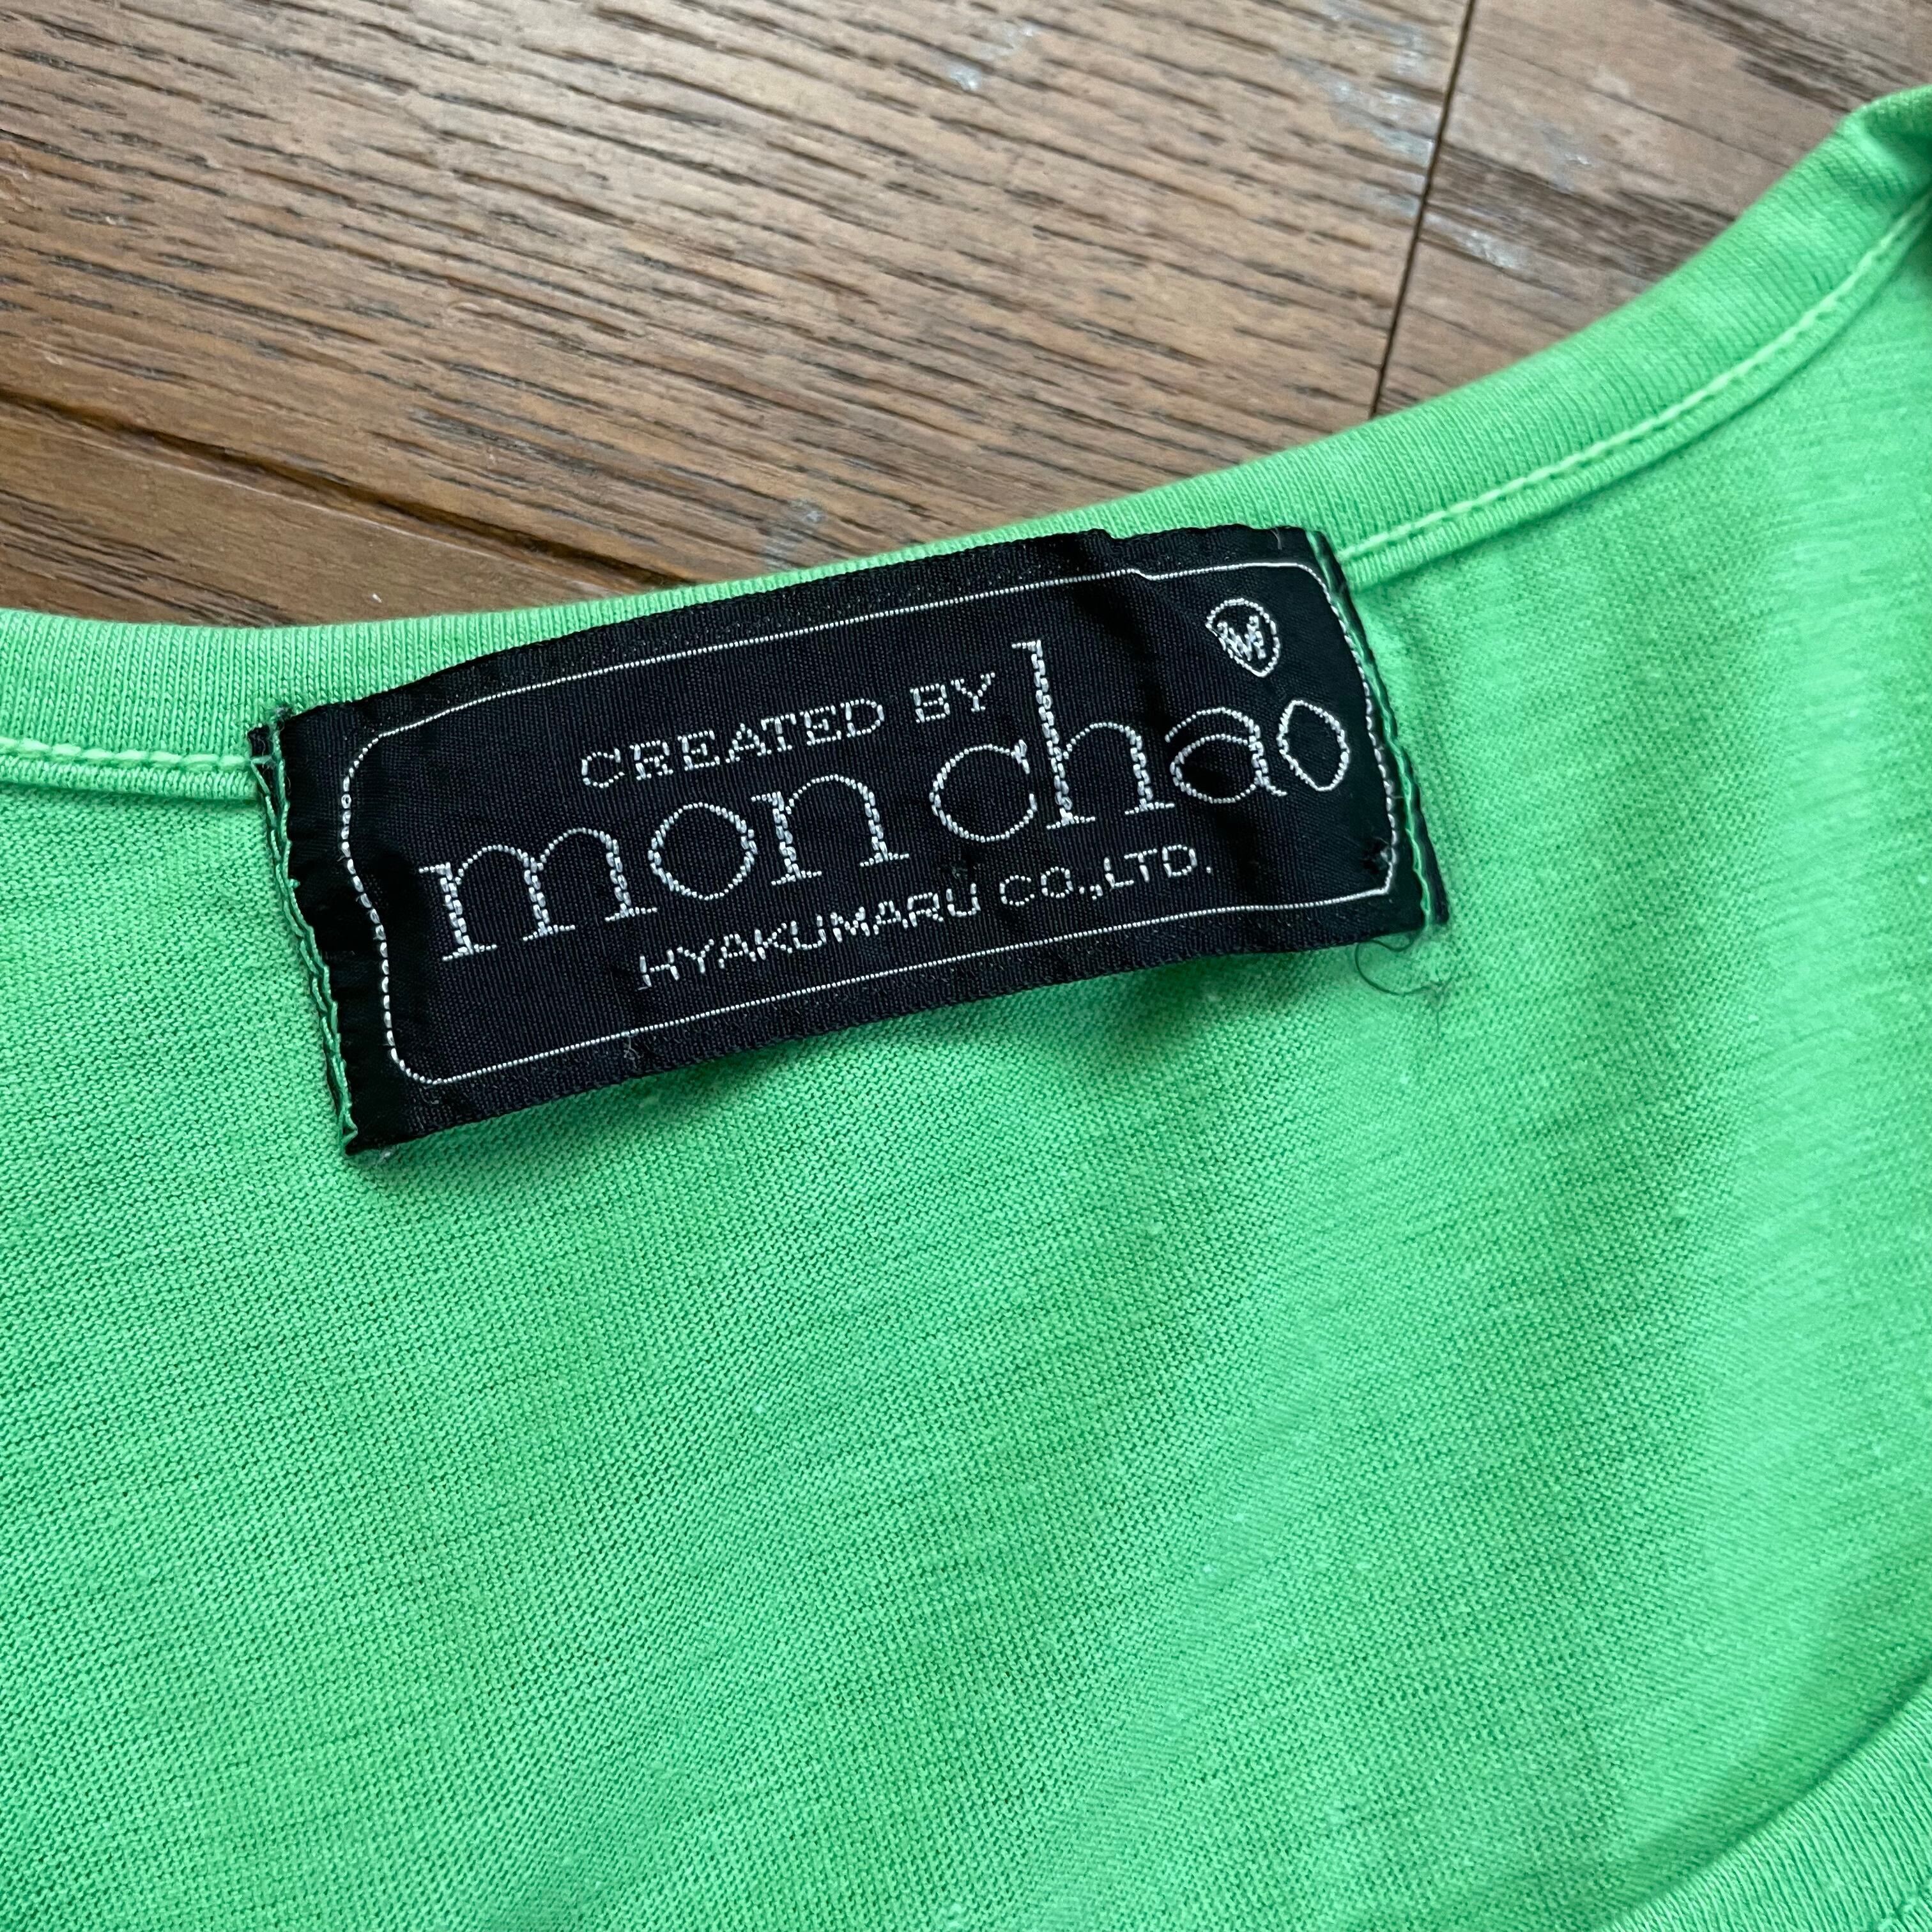 M
CREATED BY
mon chao
HYAKUMARU CO.,LTD.